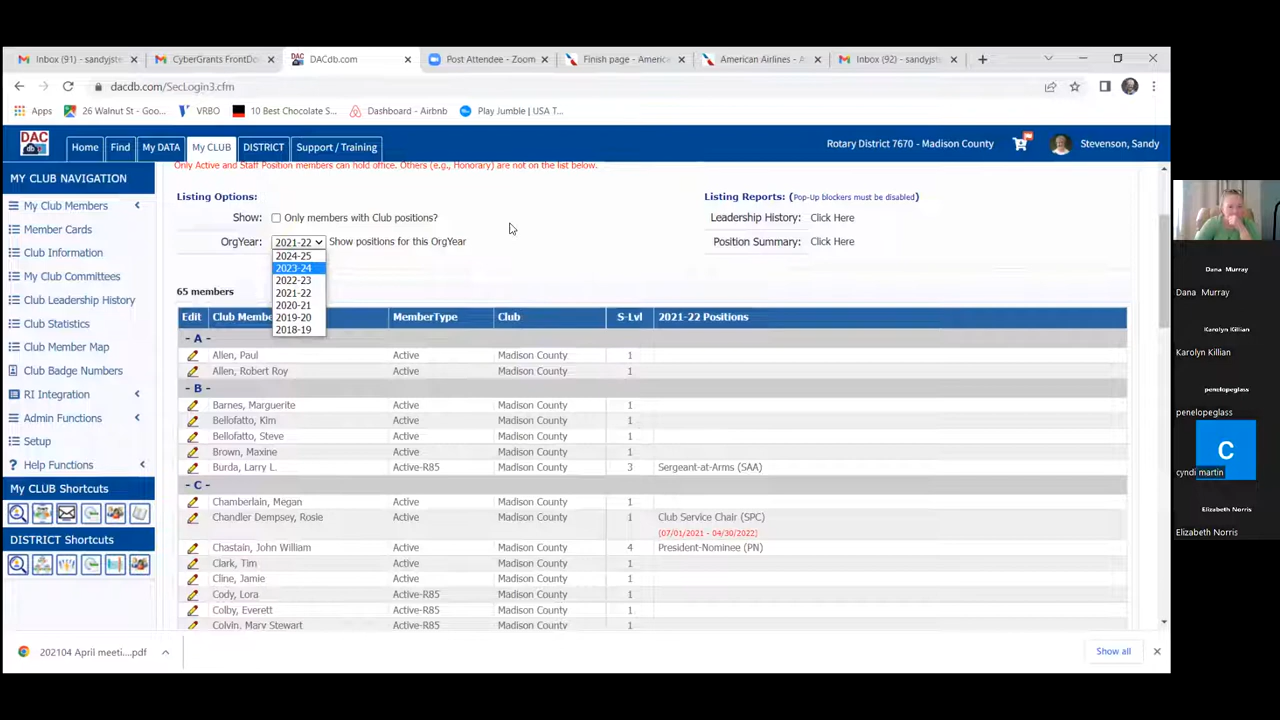 Inbox (91) - sandyjste
CyberGrants FrontDo
DACdb.com
Post Attendee - Zoom
Finish page - Americ
American Airlines - A
Inbox (92) - sandyjste
dacdb.com/SecLogin3.cfm
Apps
26 Walnut St - Goo...
VRBO
10 Best Chocolate S...
Dashboard - Airbnb
Play Jumble | USA T...
DAC
db
Home
Find
My DATA
My CLUB
DISTRICT
Support / Training
Rotary District 7670 - Madison County
Stevenson, Sandy
MY CLUB NAVIGATION
My Club Members
Member Cards
Club Information
My Club Committees
Club Leadership History
Club Statistics
Club Member Map
Club Badge Numbers
RI Integration
Admin Functions
Setup
Help Functions
My CLUB Shortcuts
DISTRICT Shortcuts
Only Active and Staff Position members can hold office. Others (e.g., Honorary) are not on the list below.
Listing Options:
Show: Only members with Club positions?
OrgYear: 2021-22 Show positions for this OrgYear
2024-25
2023-24
2022-23
2021-22
2020-21
2019-20
2018-19
Listing Reports: (Pop-Up blockers must be disabled)
Leadership History: Click Here
Position Summary: Click Here
65 members
Edit Club Membe MemberType Club S-Lvl 2021-22 Positions
- A -
Allen, Paul Active Madison County 1
Allen, Robert Roy Active Madison County 1
- B -
Barnes, Marguerite Active Madison County 1
Bellofatto, Kim Active Madison County 1
Bellofatto, Steve Active Madison County 1
Brown, Maxine Active Madison County 1
Burda, Larry L. Active-R85 Madison County 3 Sergeant-at-Arms (SAA)
- C -
Chamberlain, Megan Active Madison County 1
Chandler Dempsey, Rosie Active Madison County 1 Club Service Chair (SPC)
(07/01/2021 - 04/30/2022)
Chastain, John William Active Madison County 4 President-Nominee (PN)
Clark, Tim Active Madison County 1
Cline, Jamie Active Madison County 1
Cody, Lora Active-R85 Madison County 1
Colby, Everett Active-R85 Madison County 1
Colvin, Mary Stewart Active-R85 Madison County 1
202104 April meeti....pdf
Show all
Dana Murray
Dana Murray
Karolyn Killian
Karolyn Killian
penelopeglass
penelopeglass
C
cyndi martin
Elizabeth Norris
Elizabeth Norris